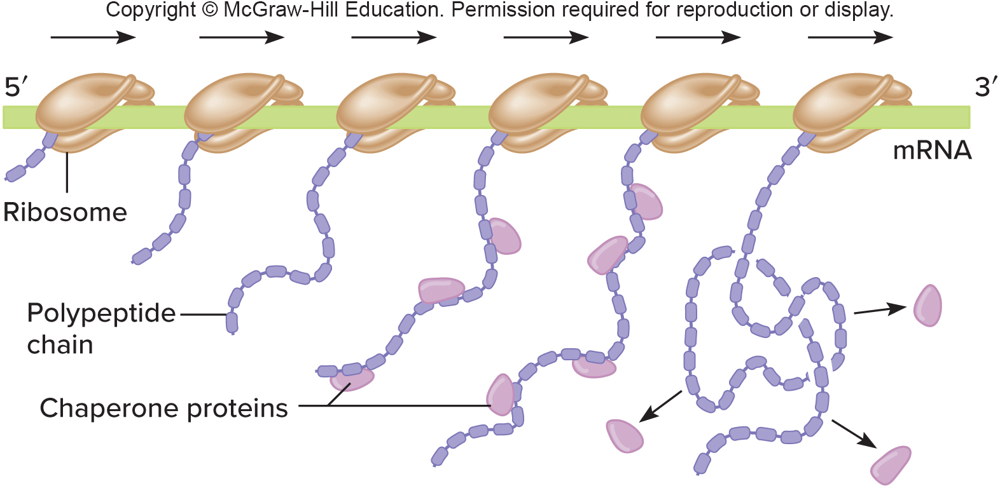 Copyright © McGraw-Hill Education. Permission required for reproduction or display.
5′
3′
mRNA
Ribosome
Polypeptide
chain
Chaperone proteins